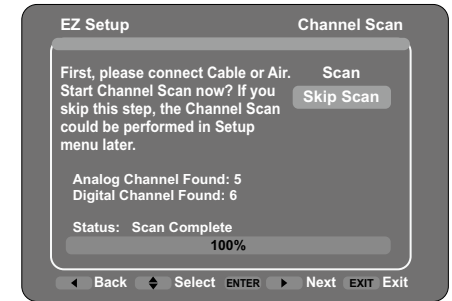 EZ Setup Channel Scan
First, please connect Cable or Air. Scan
Start Channel Scan now? If you Skip Scan
skip this step, the Channel Scan
could be performed in Setup
menu later.
Analog Channel Found: 5
Digital Channel Found: 6
Status: Scan Complete
100%
Back Select ENTER Next EXIT Exit